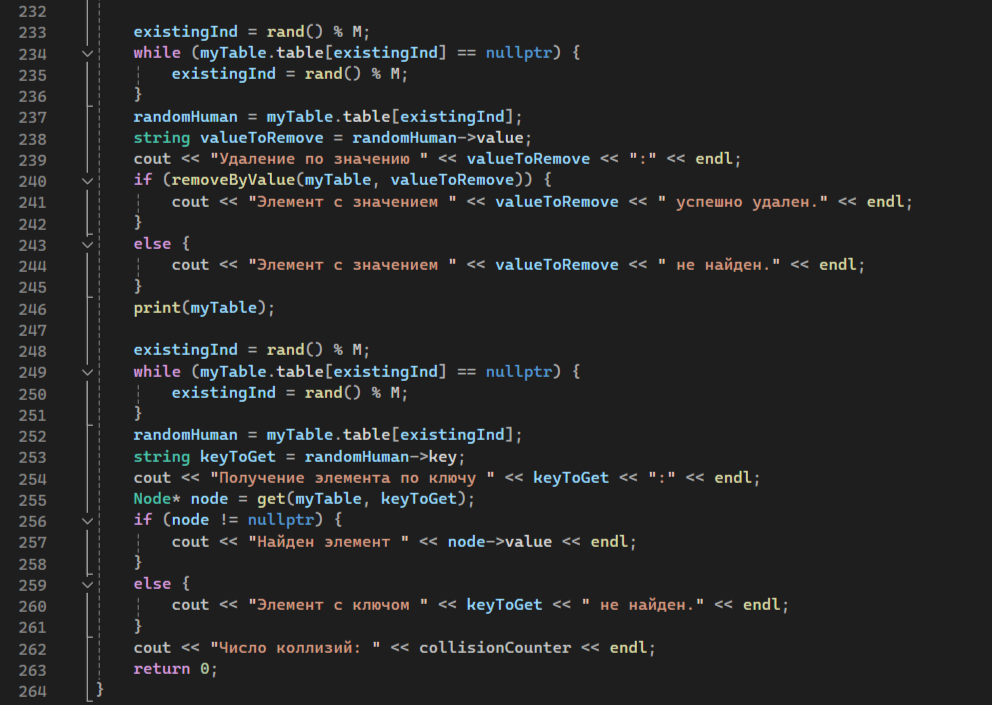 232
233 existingInd = rand() % M;
234 while (myTable.table[existingInd] == nullptr) {
235 existingInd = rand() % M;
236 }
237 randomHuman = myTable.table[existingInd];
238 string valueToRemove = randomHuman->value;
239 cout << "Удаление по значению " << valueToRemove << ":" << endl;
240 if (removeByValue(myTable, valueToRemove)) {
241 cout << "Элемент с значением " << valueToRemove << " успешно удален." << endl;
242 }
243 else {
244 cout << "Элемент с значением " << valueToRemove << " не найден." << endl;
245 }
246 print(myTable);
247
248 existingInd = rand() % M;
249 while (myTable.table[existingInd] == nullptr) {
250 existingInd = rand() % M;
251 }
252 randomHuman = myTable.table[existingInd];
253 string keyToGet = randomHuman->key;
254 cout << "Получение элемента по ключу " << keyToGet << ":" << endl;
255 Node* node = get(myTable, keyToGet);
256 if (node != nullptr) {
257 cout << "Найден элемент " << node->value << endl;
258 }
259 else {
260 cout << "Элемент с ключом " << keyToGet << " не найден." << endl;
261 }
262 cout << "Число коллизий: " << collisionCounter << endl;
263 return 0;
264 }